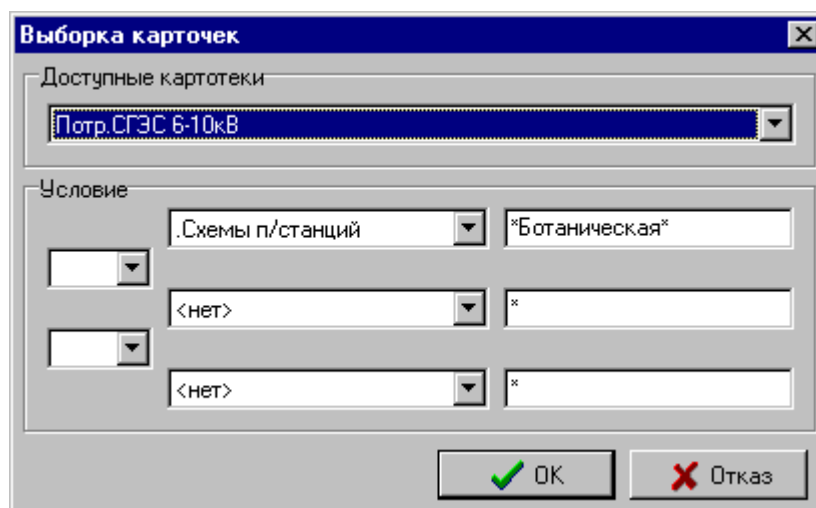 Выборка карточек
Доступные картотеки
Потр.СГЭС 6-10кВ
Условие
.Схемы п/станций *Ботаническая*
<нет> *
<нет> *
OK Отказ